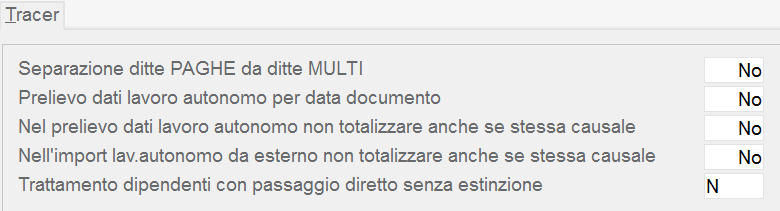 Tracer
Separazione ditte PAGHE da ditte MULTI No
Prelievo dati lavoro autonomo per data documento No
Nel prelievo dati lavoro autonomo non totalizzare anche se stessa causale No
Nell'import lav.autonomo da esterno non totalizzare anche se stessa causale No
Trattamento dipendenti con passaggio diretto senza estinzione N